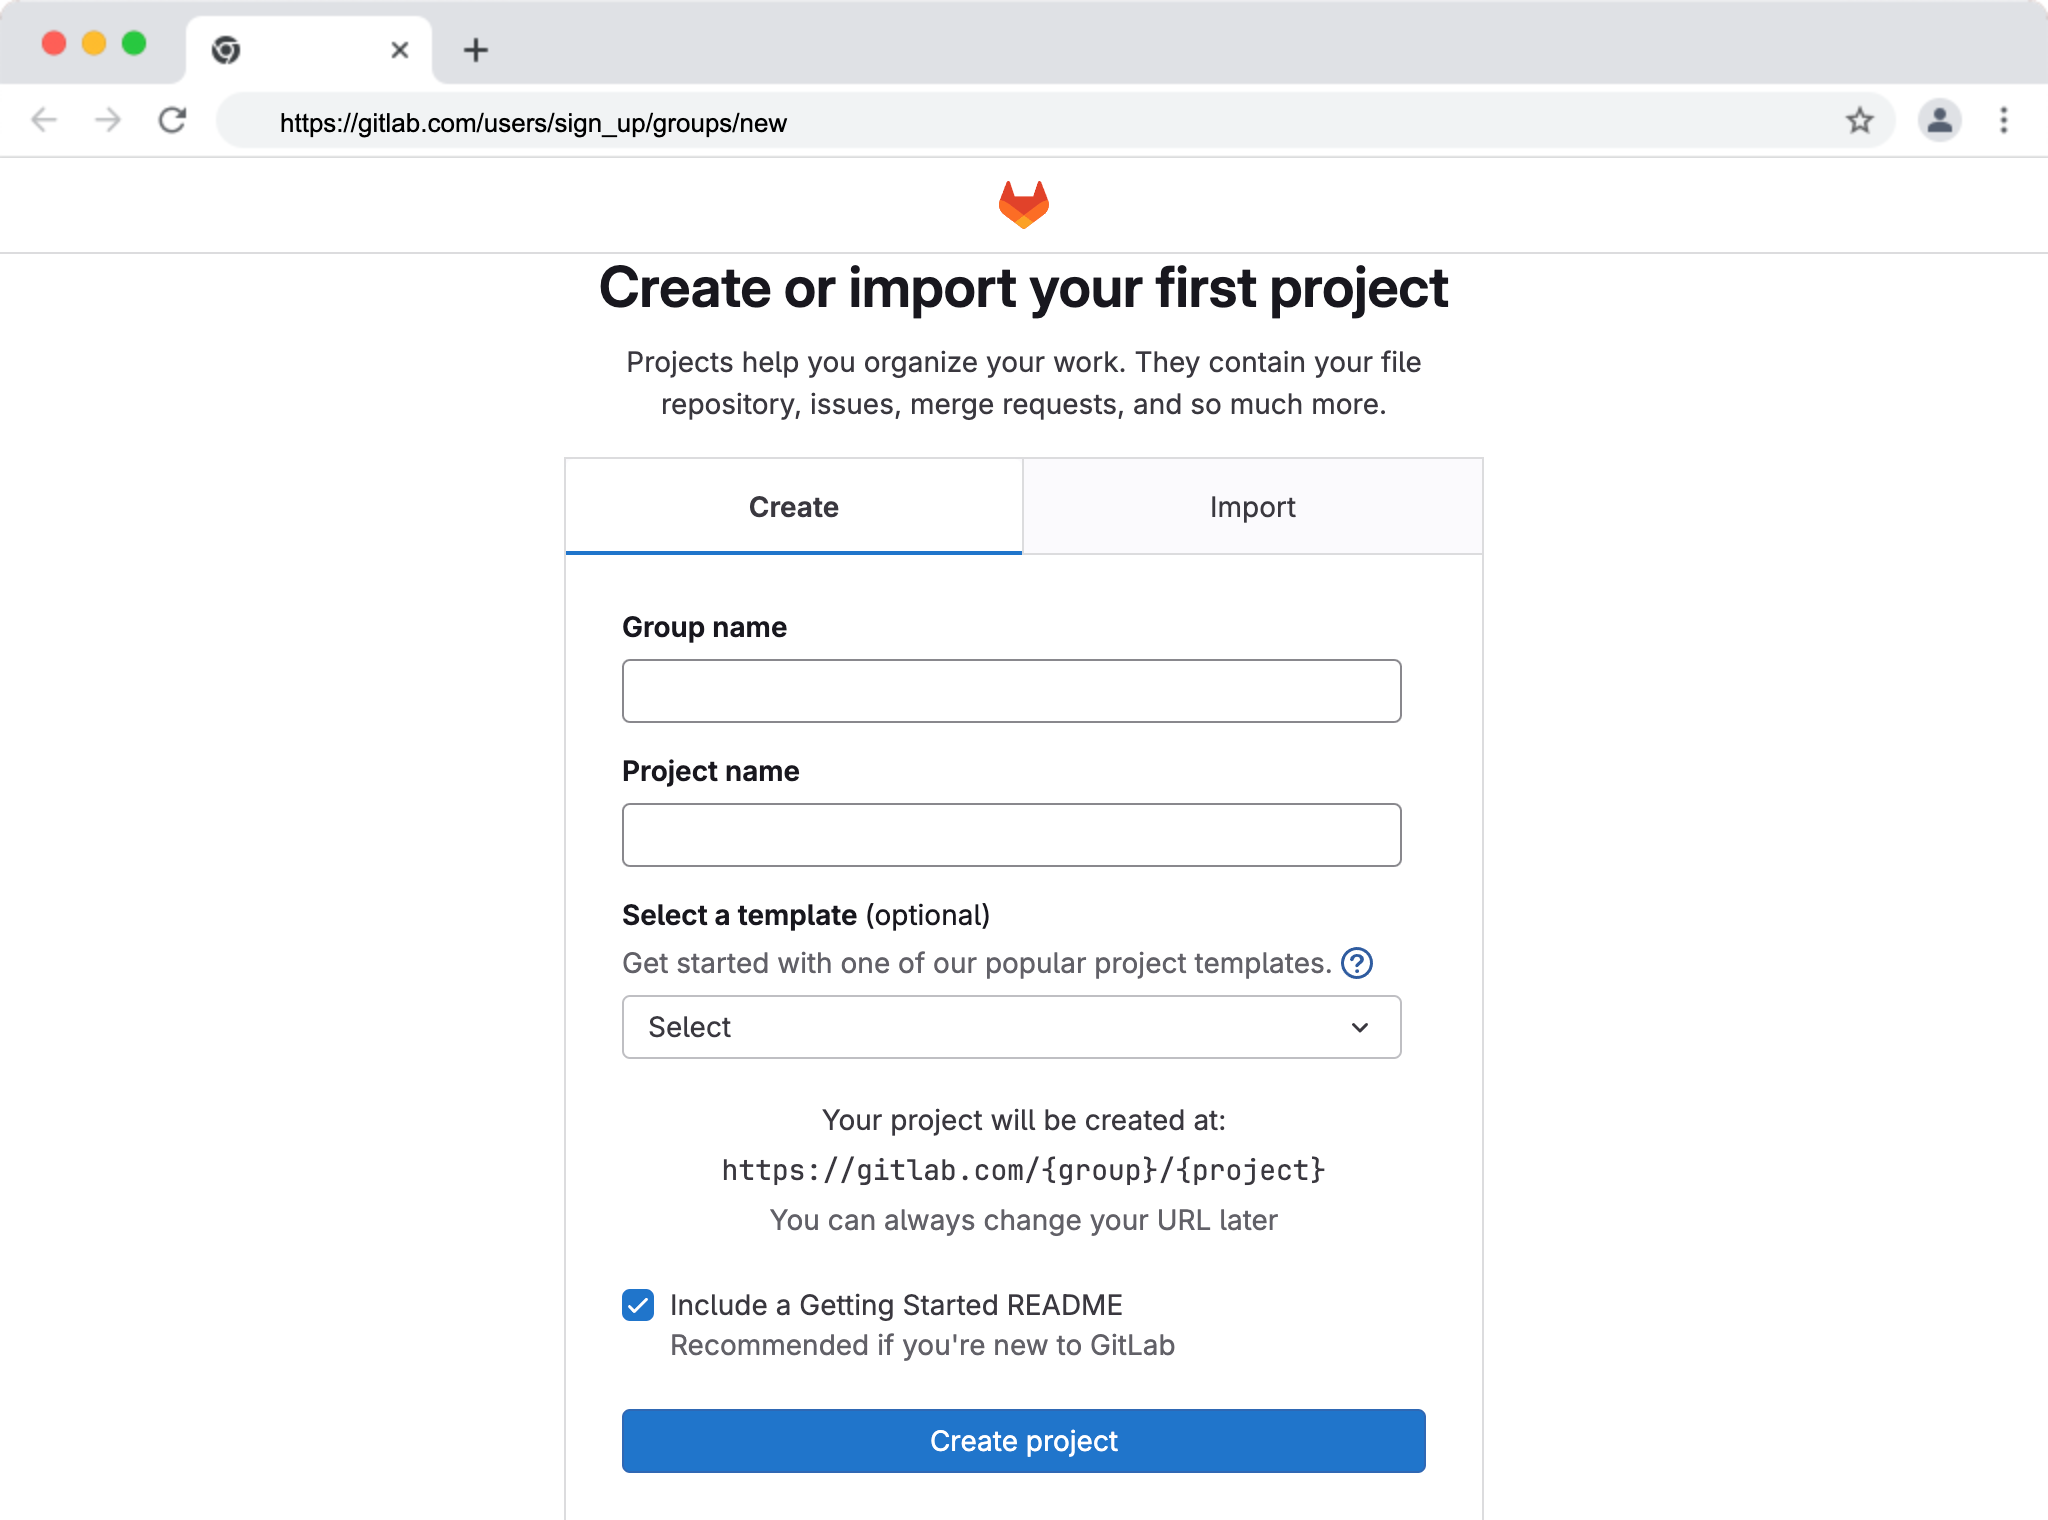 https://gitlab.com/users/sign_up/groups/new
Create or import your first project
Projects help you organize your work. They contain your file
repository, issues, merge requests, and so much more.
Create
Import
Group name
Project name
Select a template (optional)
Get started with one of our popular project templates. ?
Select
Your project will be created at:
https://gitlab.com/{group}/{project}
You can always change your URL later
Include a Getting Started README
Recommended if you're new to GitLab
Create project